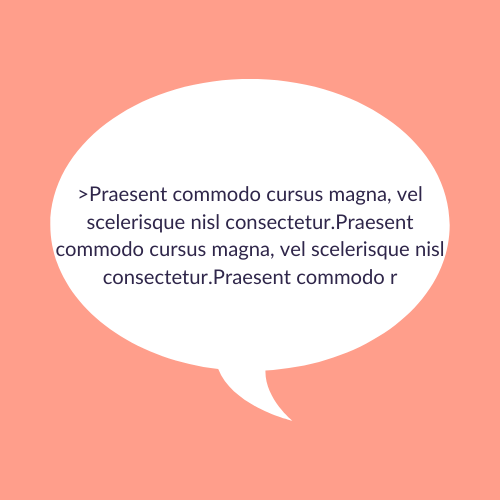 >Praesent commodo cursus magna, vel
scelerisque nisl consectetur.Praesent
commodo cursus magna, vel scelerisque nisl
consectetur.Praesent commodo r